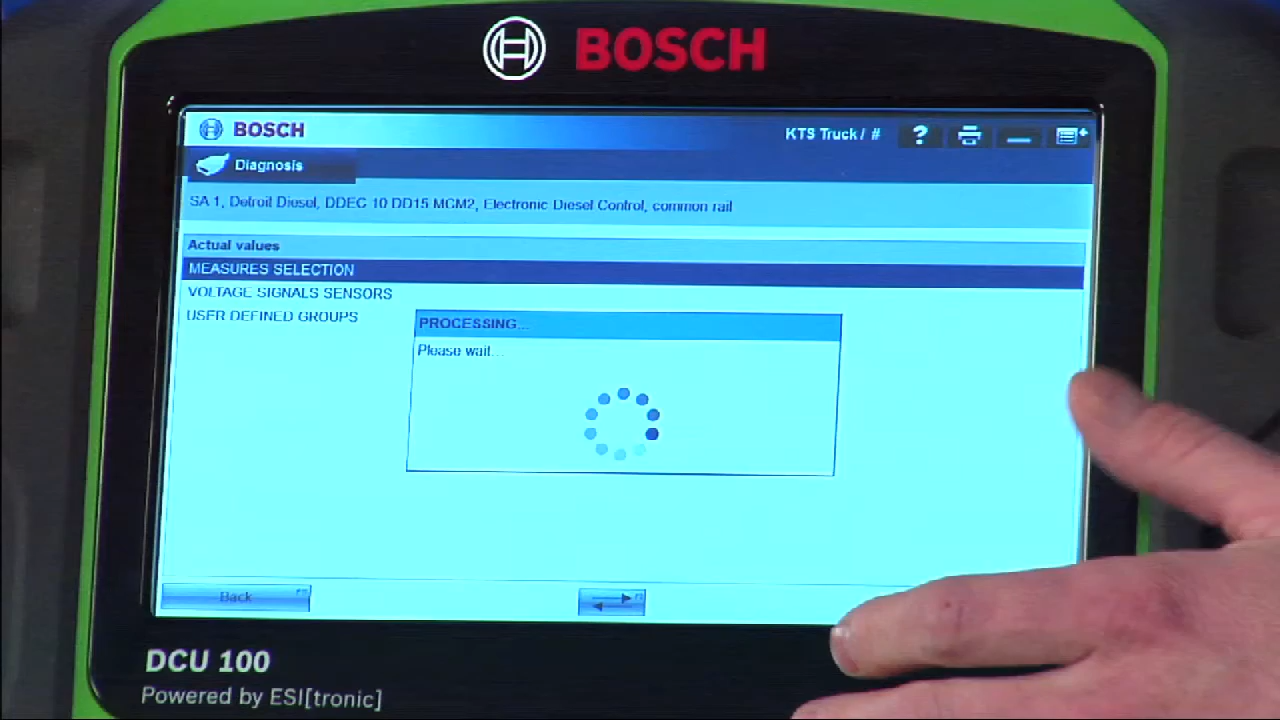 BOSCH
BOSCH
KTS Truck / # ?
Diagnosis
SA 1, Detroit Diesel, DDEC 10 DD15 MCM2, Electronic Diesel Control, common rail
Actual values
MEASURES SELECTION
VOLTAGE SIGNALS SENSORS
USER DEFINED GROUPS
PROCESSING...
Please wait...
Back
DCU 100
Powered by ESI[tronic]